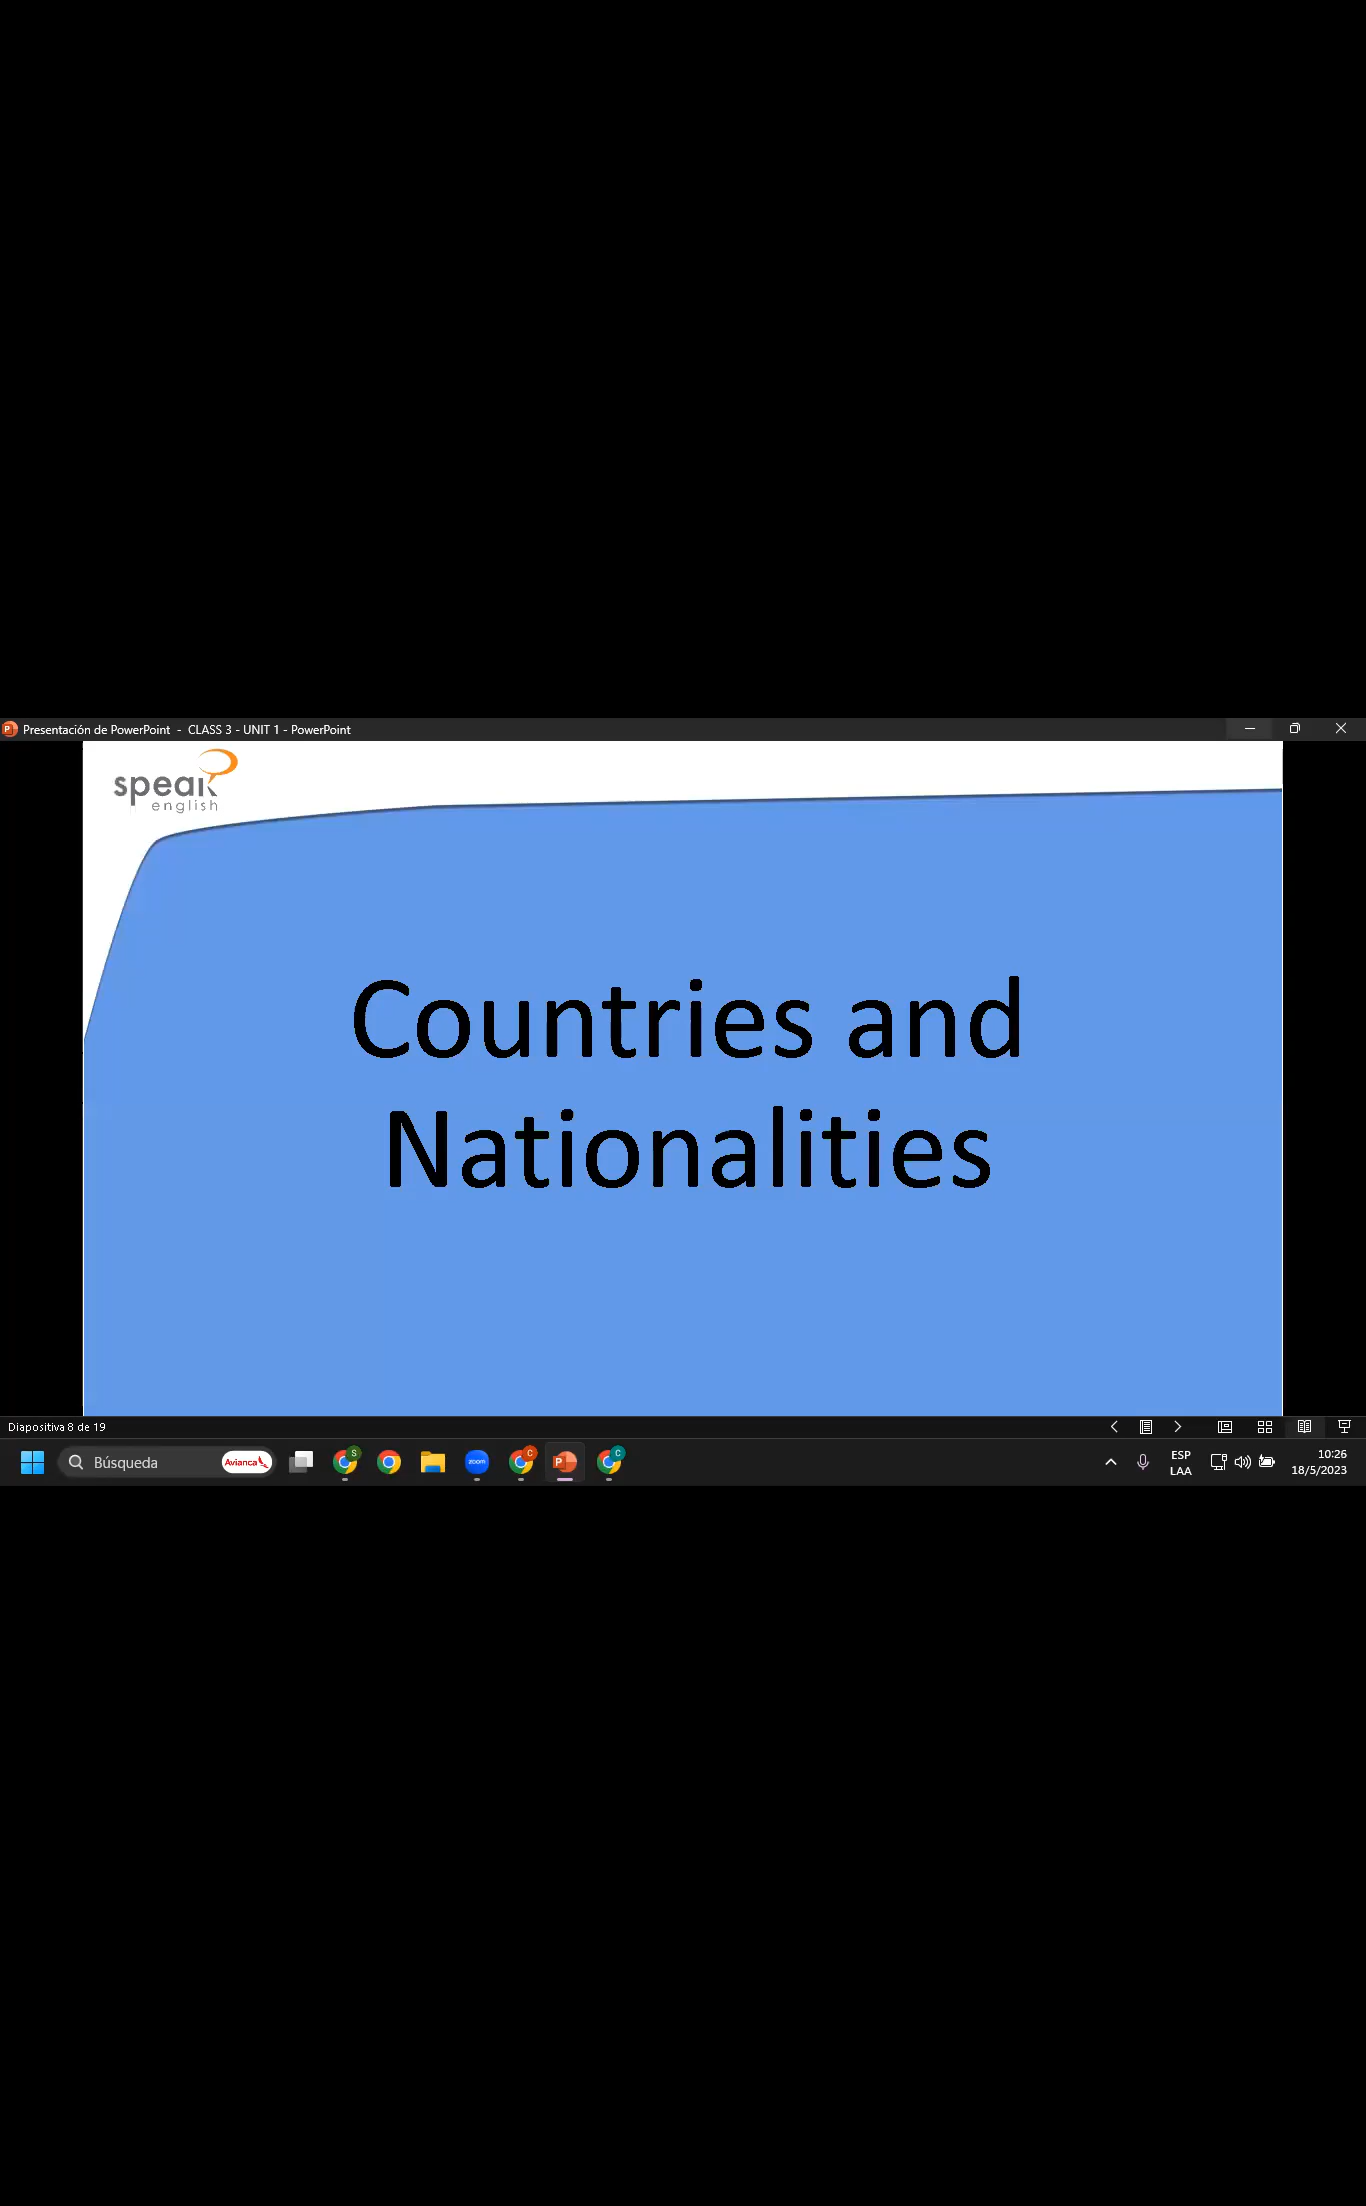 Presentación de PowerPoint - CLASS 3 - UNIT 1 - PowerPoint
speak
english
Countries and
Nationalities
Diapositiva 8 de 19
Búsqueda
Avianca
S
zoom
C
P
C
ESP
LAA
10:26
18/5/2023